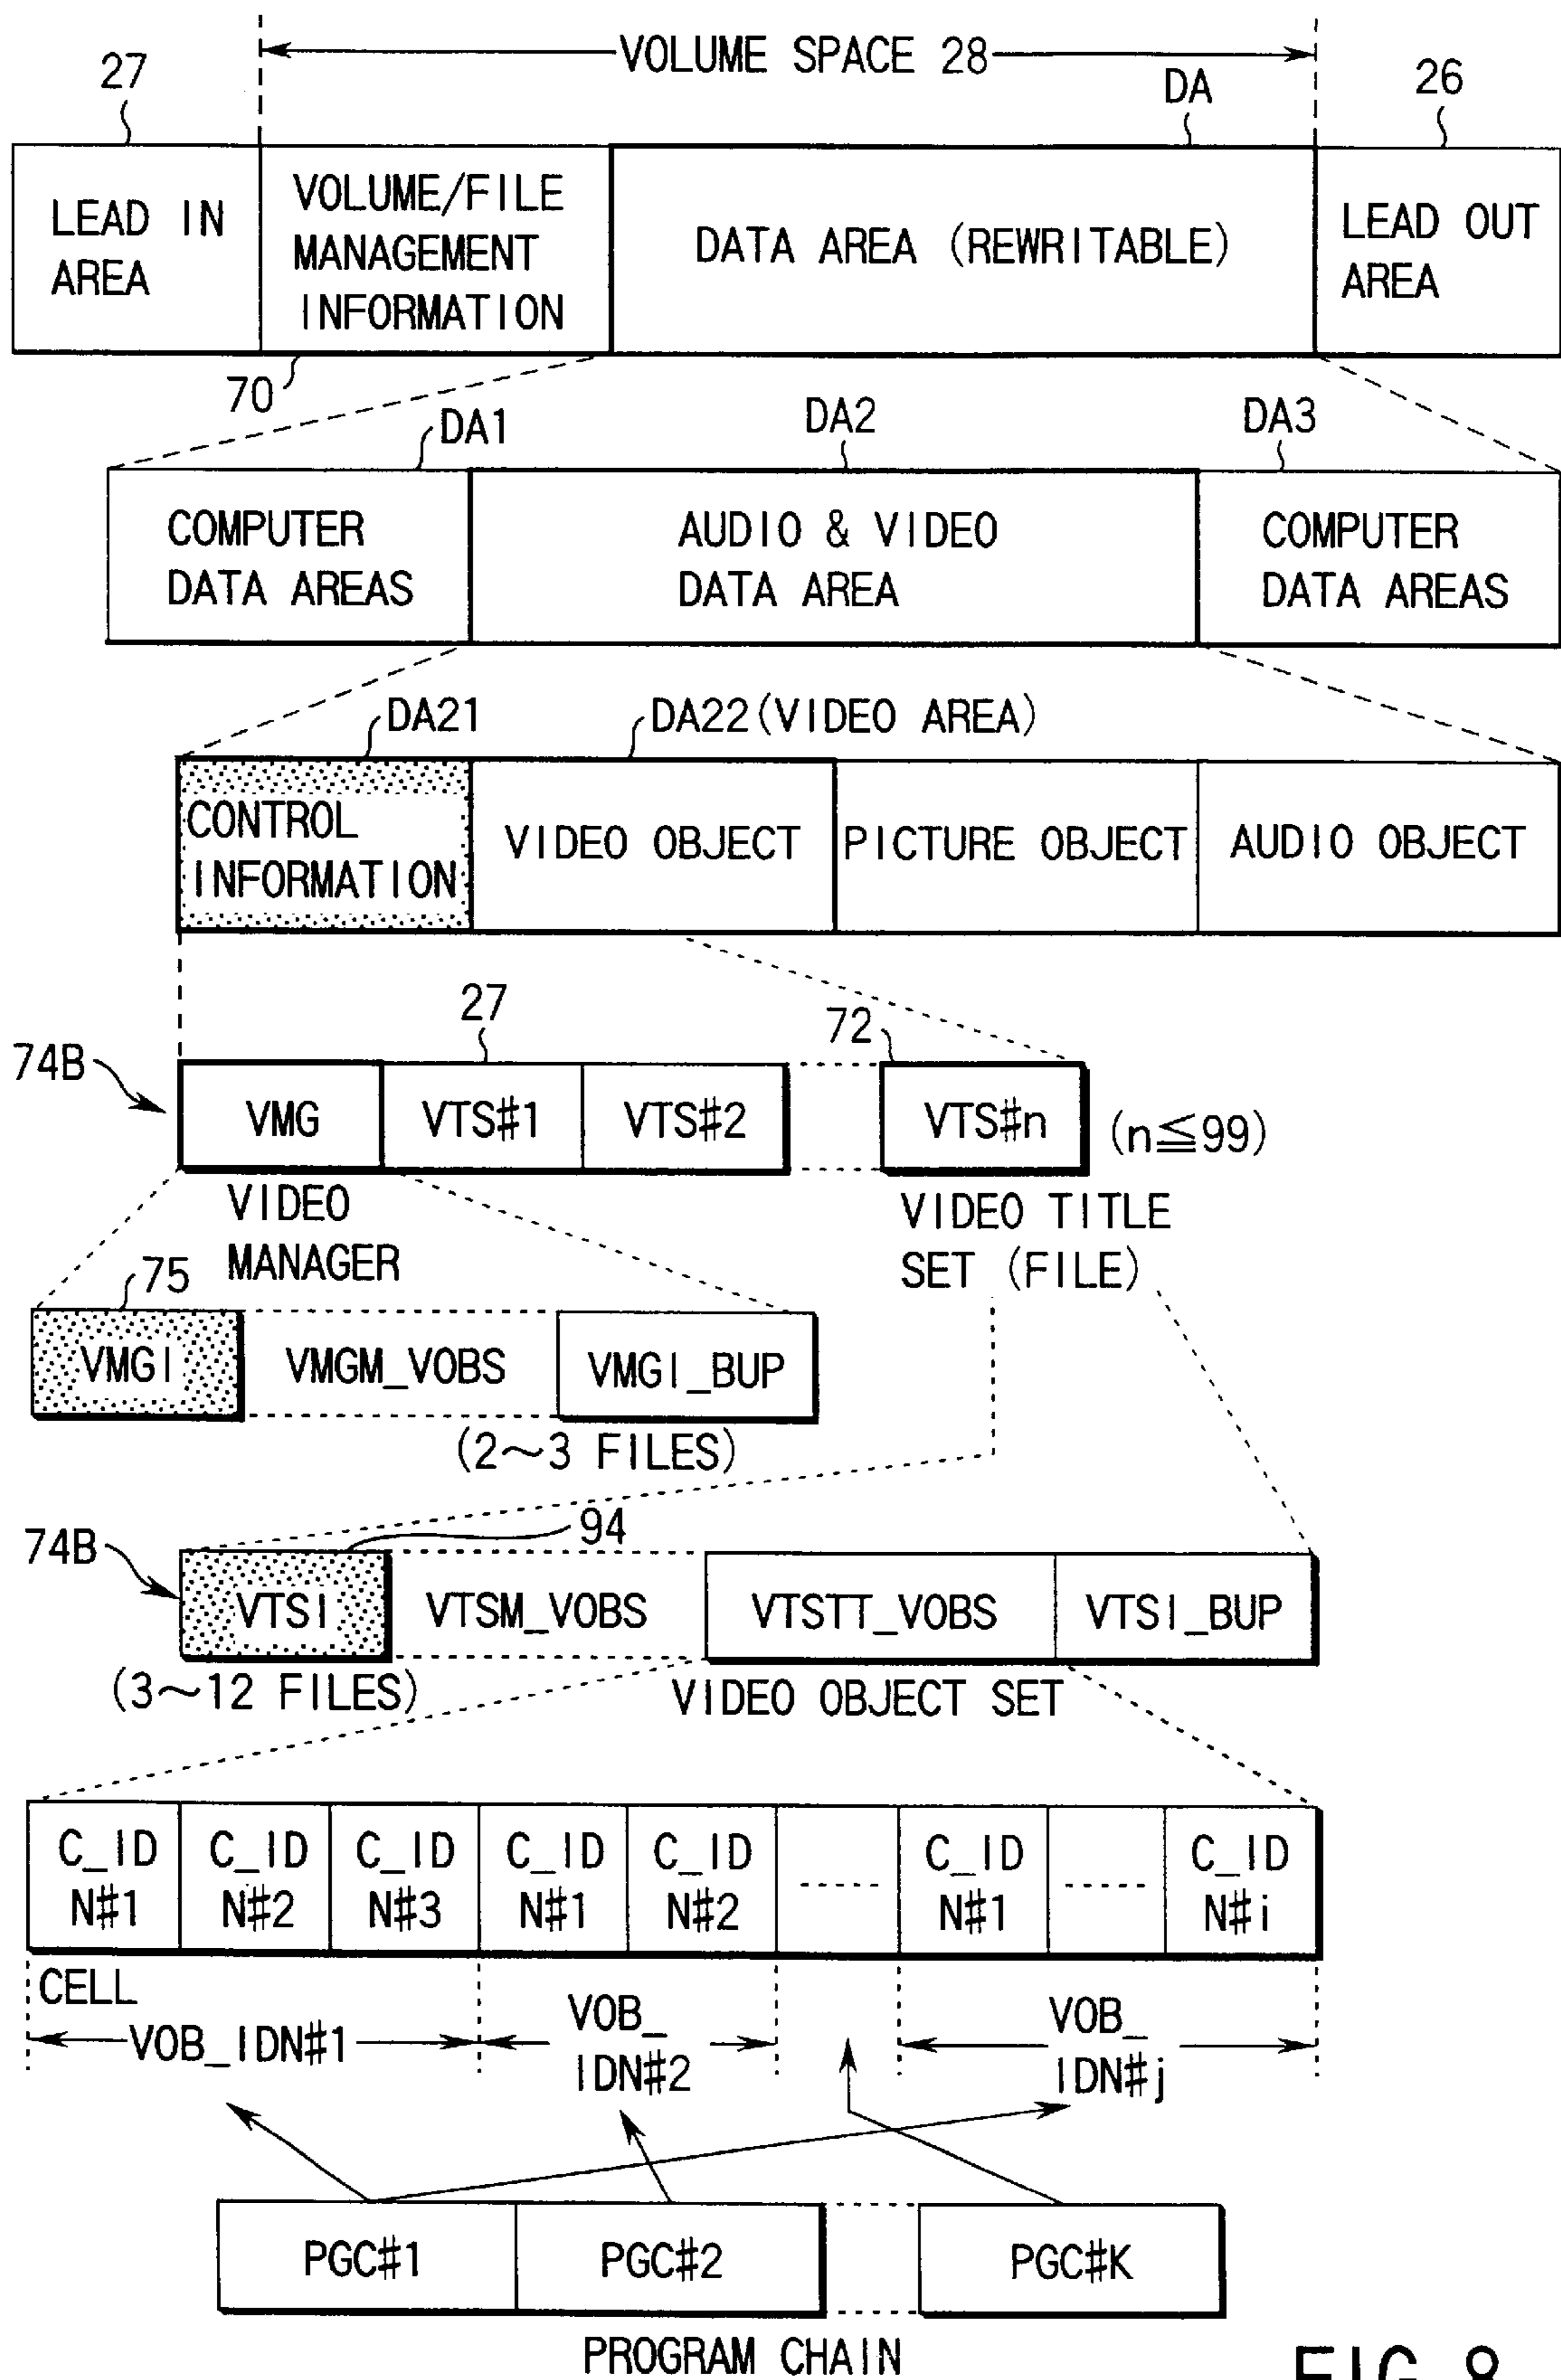 VOLUME SPACE 28
27
DA
26
LEAD IN
AREA
VOLUME/FILE
MANAGEMENT
INFORMATION
DATA AREA (REWRITABLE)
LEAD OUT
AREA
70
DA1
DA2
DA3
COMPUTER
DATA AREAS
AUDIO & VIDEO
DATA AREA
COMPUTER
DATA AREAS
DA21
DA22 (VIDEO AREA)
CONTROL
INFORMATION
VIDEO OBJECT
PICTURE OBJECT
AUDIO OBJECT
27
72
74B
VMG
VTS#1
VTS#2
VTS#n
(n≦99)
VIDEO
MANAGER
VIDEO TITLE
SET (FILE)
75
VMGI
VMGM_VOBS
VMGI_BUP
(2~3 FILES)
94
74B
VTSI
VTSM_VOBS
VTSTT_VOBS
VTSI_BUP
(3~12 FILES)
VIDEO OBJECT SET
C_ID
N#1
C_ID
N#2
C_ID
N#3
C_ID
N#1
C_ID
N#2
C_ID
N#1
C_ID
N#i
CELL
VOB_IDN#1
VOB_
IDN#2
VOB_
IDN#j
PGC#1
PGC#2
PGC#K
PROGRAM CHAIN
FIG. 8